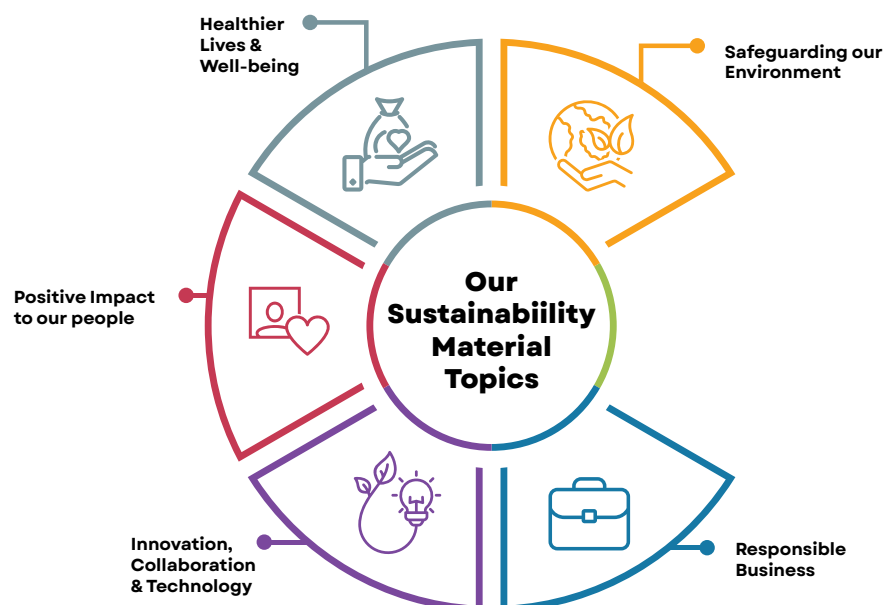 Healthier
Lives &
Well-being
Safeguarding our
Environment
Positive Impact
to our people
Our
Sustainabiility
Material
Topics
Innovation,
Collaboration
& Technology
Responsible
Business